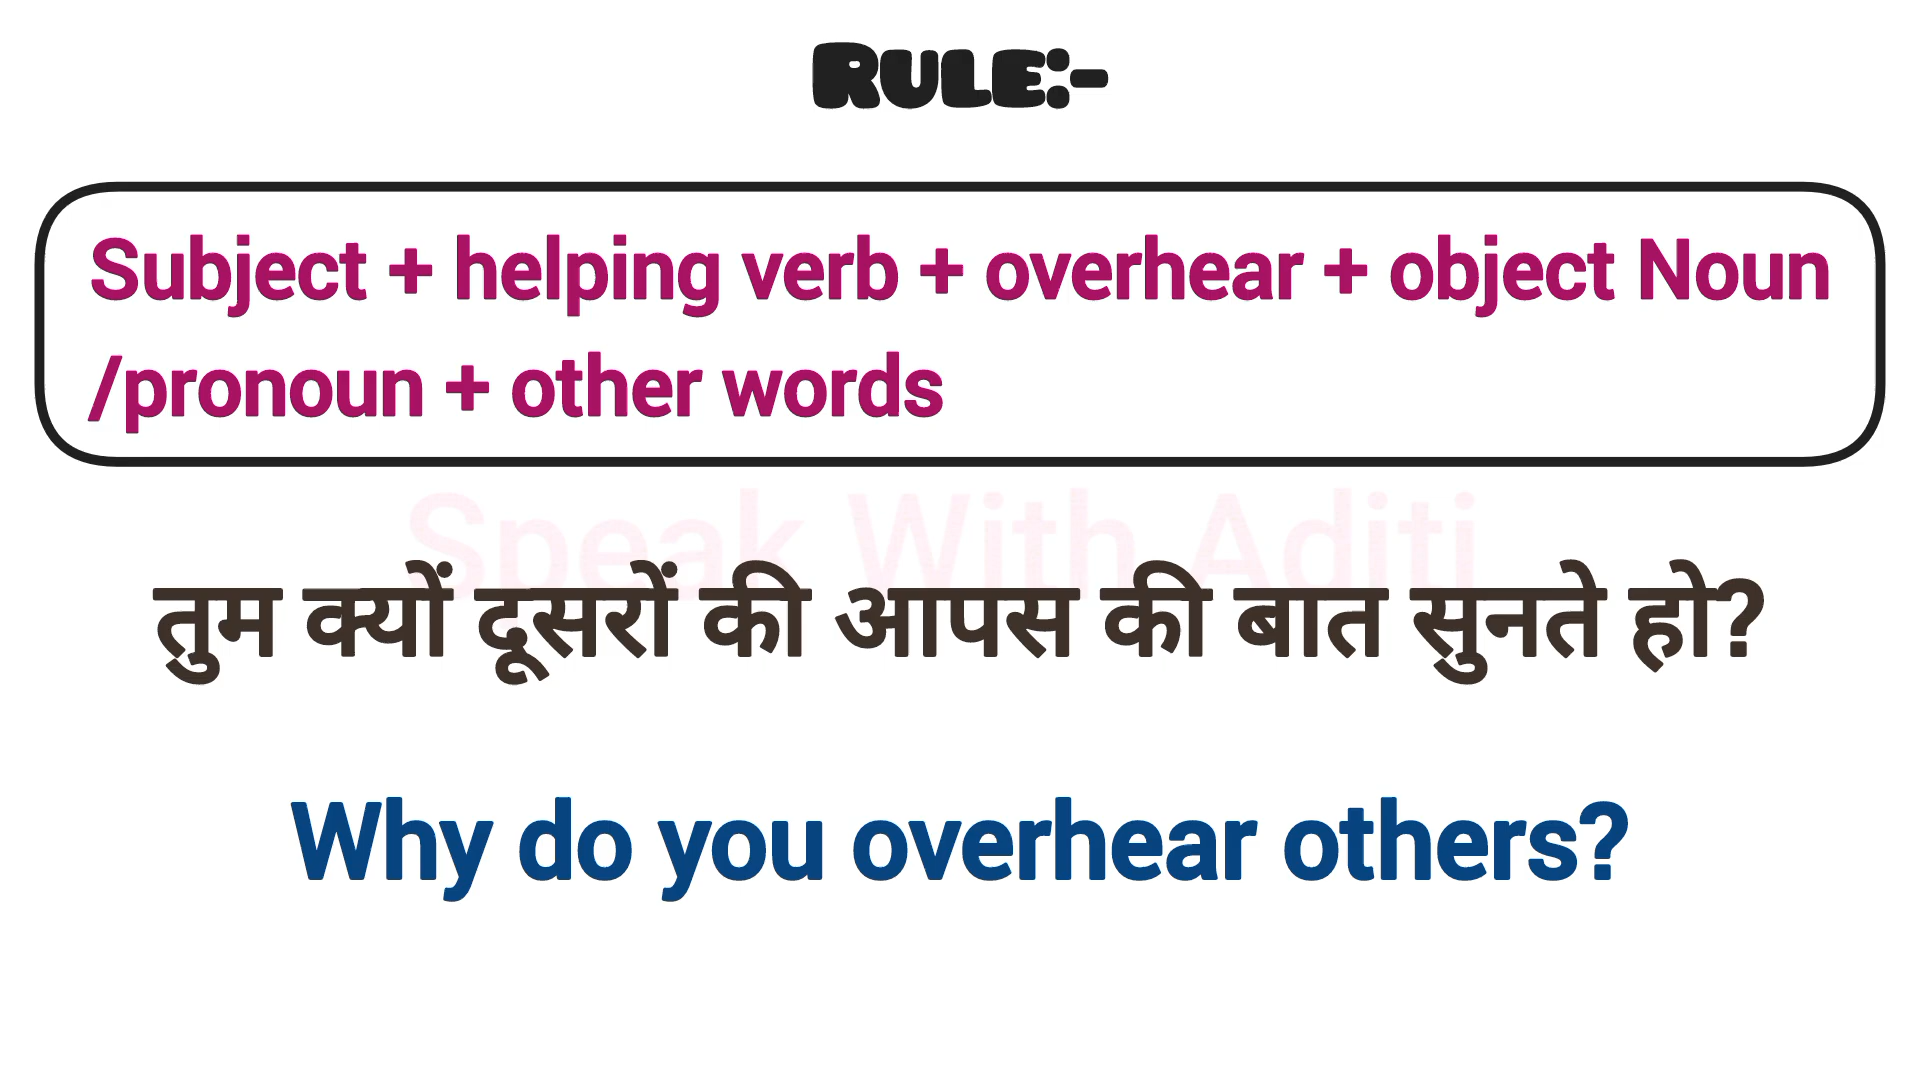 Rule:-
Subject + helping verb + overhear + object Noun
/pronoun + other words
Speak With Aditi
तुम क्यों दूसरों की आपस की बात सुनते हो?
Why do you overhear others?